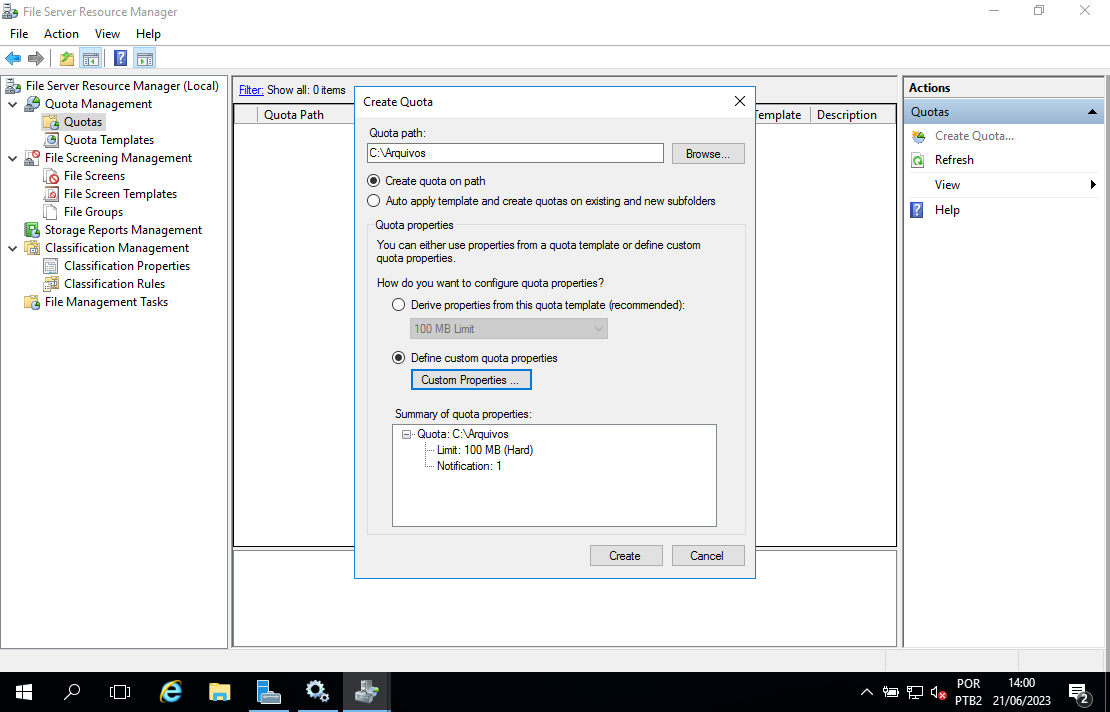 File Server Resource Manager
File Action View Help
File Server Resource Manager (Local)
Quota Management
Quotas
Quota Templates
File Screening Management
File Screens
File Screen Templates
File Groups
Storage Reports Management
Classification Management
Classification Properties
Classification Rules
File Management Tasks
Filter: Show all: 0 items
Quota Path
Template Description
Create Quota
Quota path:
C:\Arquivos
Browse...
Create quota on path
Auto apply template and create quotas on existing and new subfolders
Quota properties
You can either use properties from a quota template or define custom
quota properties.
How do you want to configure quota properties?
Derive properties from this quota template (recommended):
100 MB Limit
Define custom quota properties
Custom Properties ...
Summary of quota properties:
Quota: C:\Arquivos
Limit: 100 MB (Hard)
Notification: 1
Create Cancel
Actions
Quotas
Create Quota...
Refresh
View
Help
POR
PTB2
14:00
21/06/2023
2